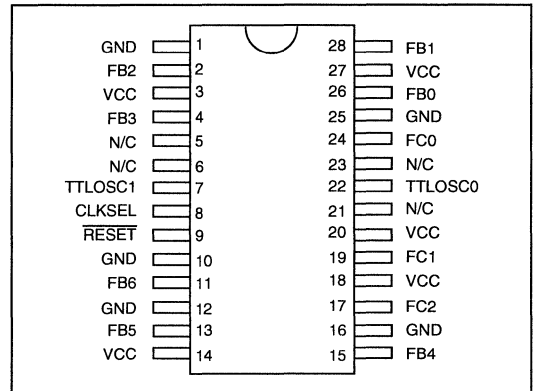 GND 1 28 FB1
FB2 2 27 VCC
VCC 3 26 FB0
FB3 4 25 GND
N/C 5 24 FC0
N/C 6 23 N/C
TTLOSC1 7 22 TTLOSC0
CLKSEL 8 21 N/C
RESET 9 20 VCC
GND 10 19 FC1
FB6 11 18 VCC
GND 12 17 FC2
FB5 13 16 GND
VCC 14 15 FB4